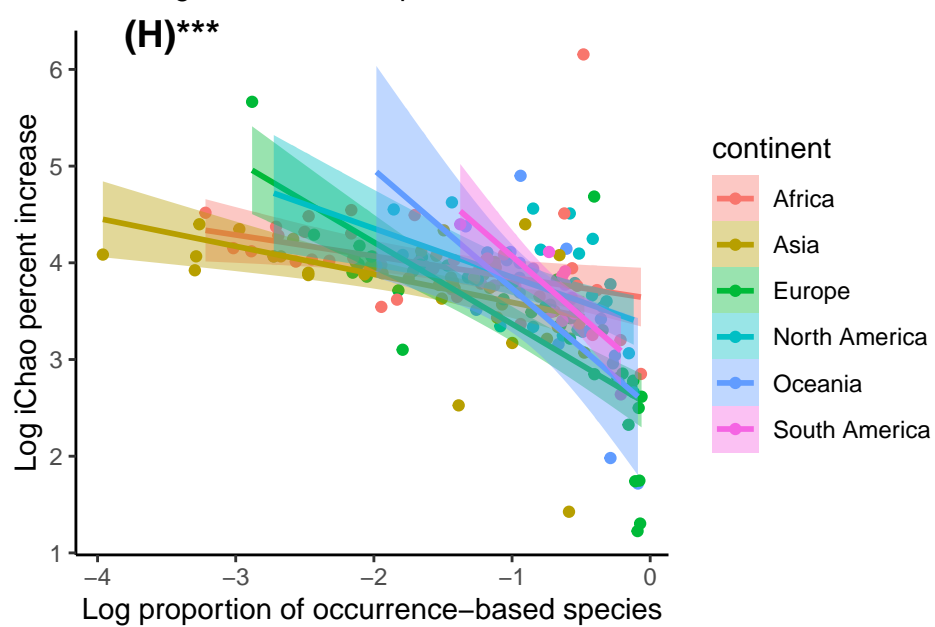 (H)***
Log iChao percent increase
6
5
4
3
2
1
−4
−3
−2
−1
0
Log proportion of occurrence−based species
continent
Africa
Asia
Europe
North America
Oceania
South America